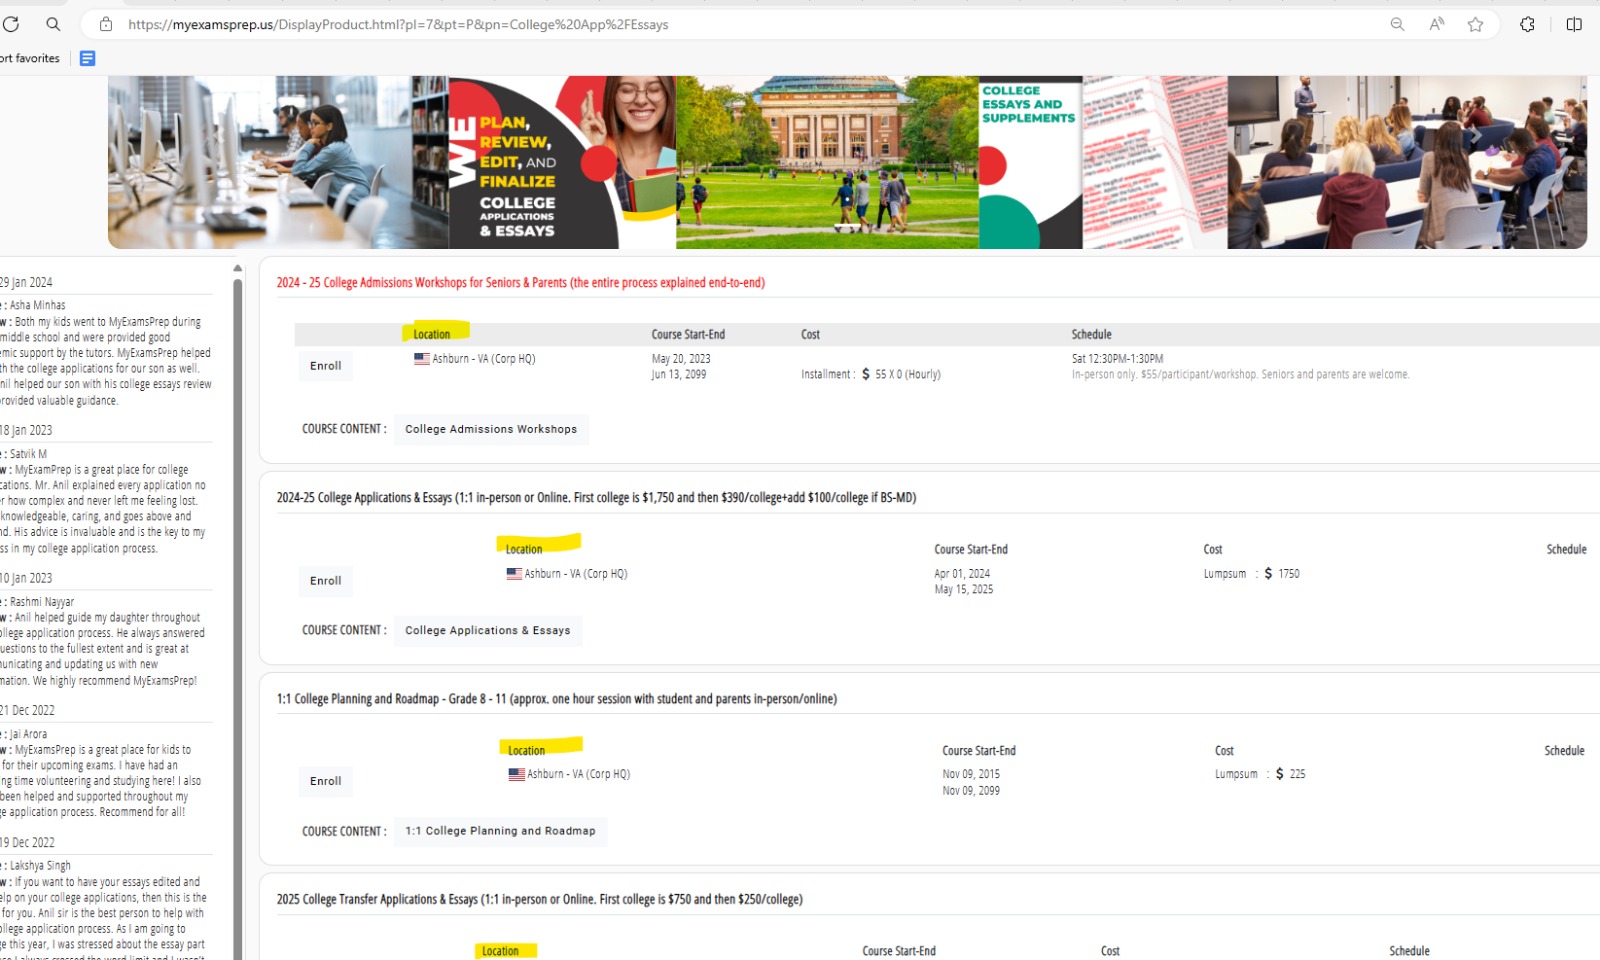 https://myexamsprep.us/DisplayProduct.html?pl=7&pt=P&pn=College%20App%2FEssays
ort favorites
WE
PLAN,
REVIEW,
EDIT, AND
FINALIZE
COLLEGE
APPLICATIONS
& ESSAYS
COLLEGE
ESSAYS AND
SUPPLEMENTS
29 Jan 2024
e : Asha Minhas
w : Both my kids went to MyExamsPrep during
middle school and were provided good
emic support by the tutors. MyExamsPrep helped
th the college applications for our son as well.
nil helped our son with his college essays review
rovided valuable guidance.
18 Jan 2023
e : Satvik M
w : MyExamPrep is a great place for college
cations. Mr. Anil explained every application no
r how complex and never left me feeling lost.
knowledgeable, caring, and goes above and
nd. His advice is invaluable and is the key to my
ss in my college application process.
10 Jan 2023
e : Rashmi Nayyar
w : Anil helped guide my daughter throughout
ollege application process. He always answered
uestions to the fullest extent and is great at
municating and updating us with new
mation. We highly recommend MyExamsPrep!
21 Dec 2022
e : Jai Arora
w : MyExamsPrep is a great place for kids to
for their upcoming exams. I have had an
ng time volunteering and studying here! I also
been helped and supported throughout my
ge application process. Recommend for all!
19 Dec 2022
e : Lakshya Singh
w : If you want to have your essays edited and
elp on your college applications, then this is the
for you. Anil sir is the best person to help with
ollege application process. As I am going to
ge this year, I was stressed about the essay part
2024 - 25 College Admissions Workshops for Seniors & Parents (the entire process explained end-to-end)
Location Course Start-End Cost Schedule
Enroll Ashburn - VA (Corp HQ) May 20, 2023 Sat 12:30PM-1:30PM
Jun 13, 2099 Installment : $ 55 X 0 (Hourly) In-person only. $55/participant/workshop. Seniors and parents are welcome.
COURSE CONTENT : College Admissions Workshops
2024-25 College Applications & Essays (1:1 in-person or Online. First college is $1,750 and then $390/college+add $100/college if BS-MD)
Location Course Start-End Cost Schedule
Enroll Ashburn - VA (Corp HQ) Apr 01, 2024 Lumpsum : $ 1750
May 15, 2025
COURSE CONTENT : College Applications & Essays
1:1 College Planning and Roadmap - Grade 8 - 11 (approx. one hour session with student and parents in-person/online)
Location Course Start-End Cost Schedule
Enroll Ashburn - VA (Corp HQ) Nov 09, 2015 Lumpsum : $ 225
Nov 09, 2099
COURSE CONTENT : 1:1 College Planning and Roadmap
2025 College Transfer Applications & Essays (1:1 in-person or Online. First college is $750 and then $250/college)
Location Course Start-End Cost Schedule